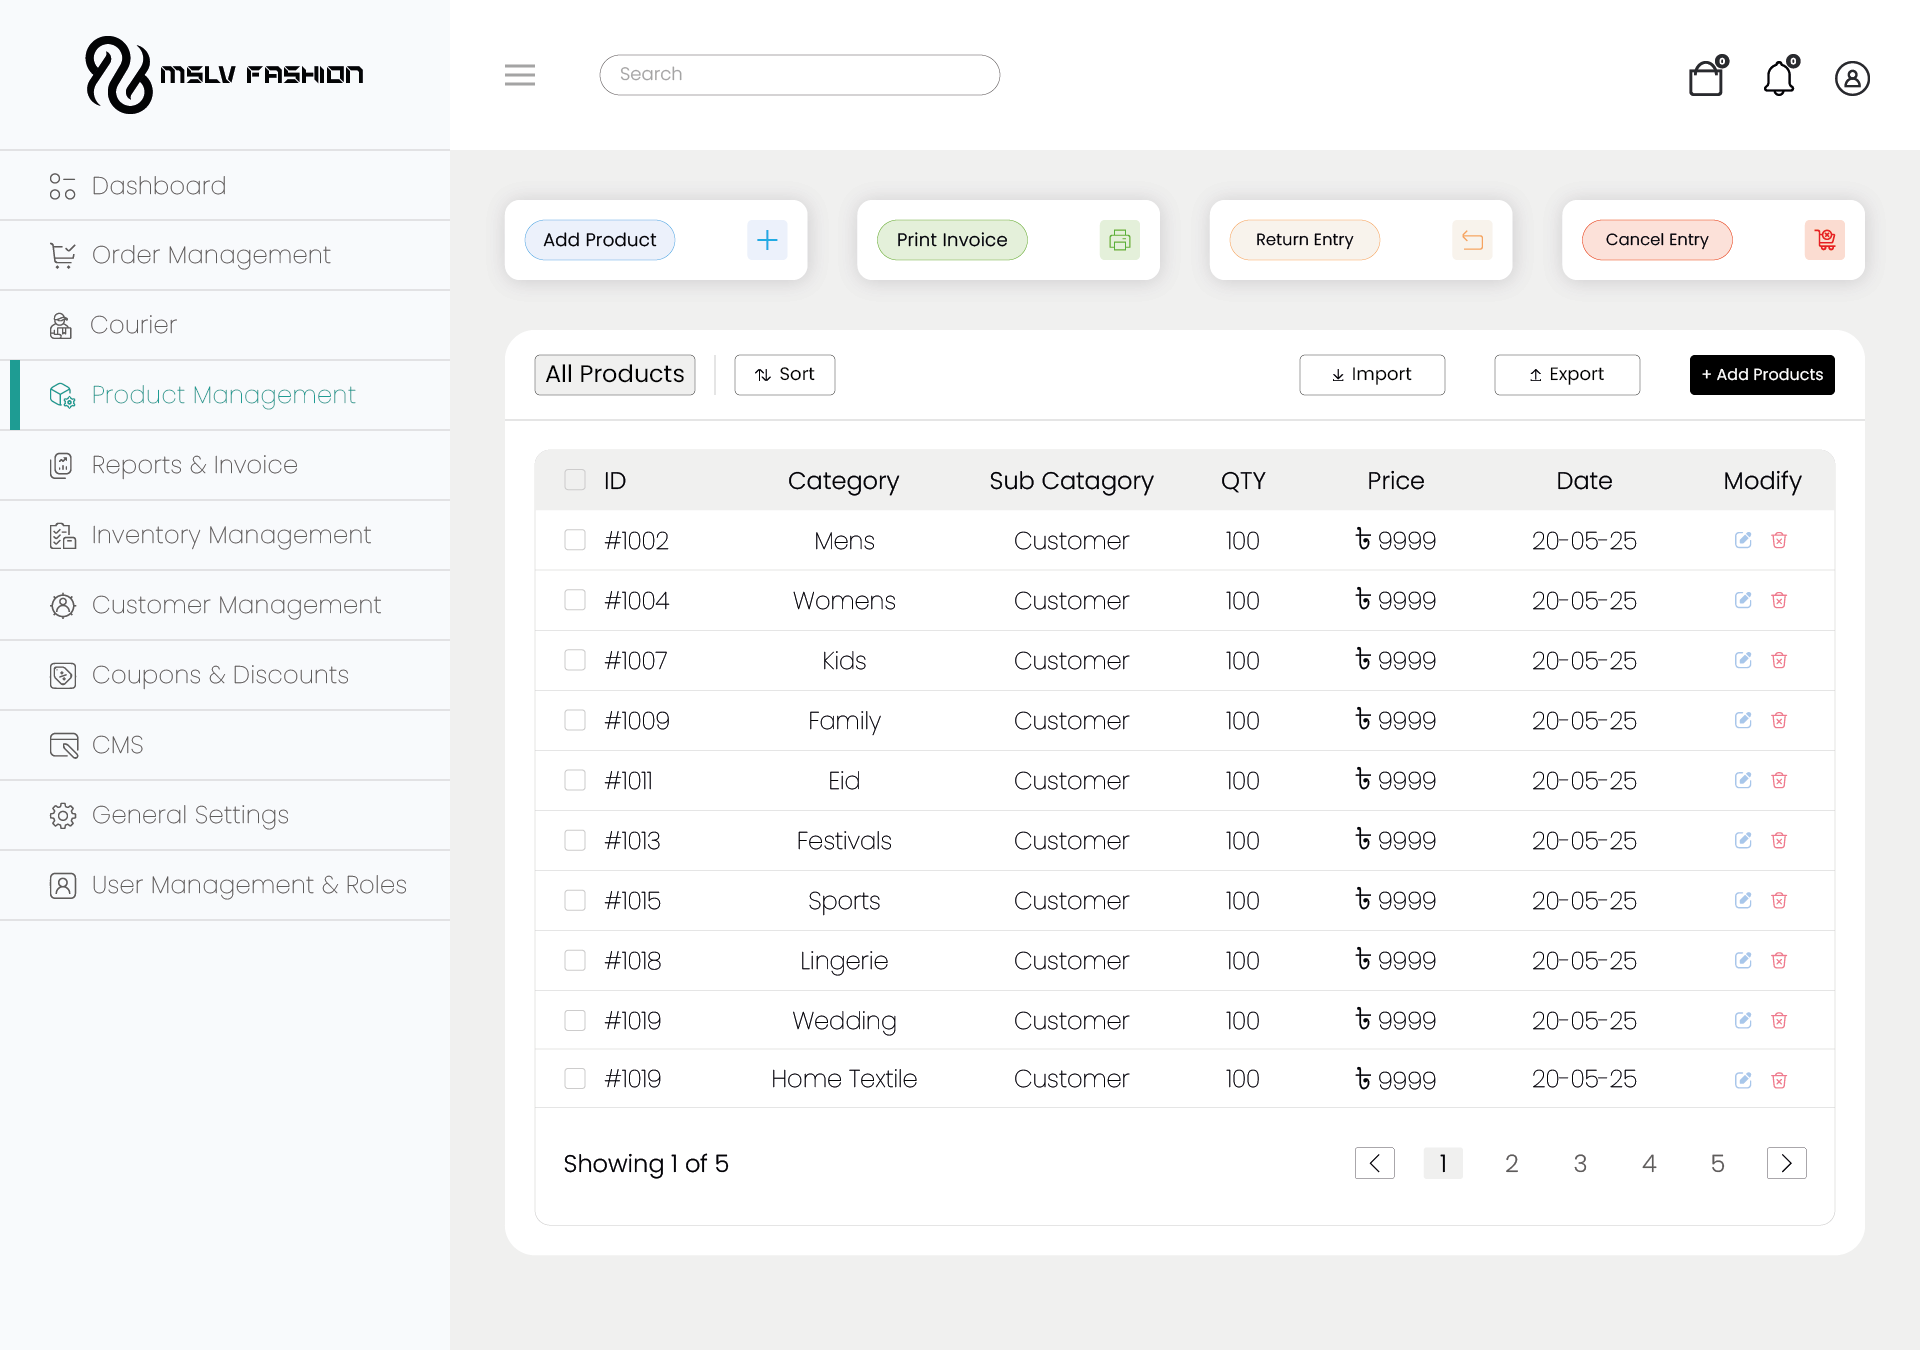 MSLV FASHION
Search
0
0
Dashboard
Order Management
Courier
Product Management
Reports & Invoice
Inventory Management
Customer Management
Coupons & Discounts
CMS
General Settings
User Management & Roles
Add Product
Print Invoice
Return Entry
Cancel Entry
All Products
Sort
Import
Export
+ Add Products
ID Category Sub Catagory QTY Price Date Modify
#1002 Mens Customer 100 ৳ 9999 20-05-25
#1004 Womens Customer 100 ৳ 9999 20-05-25
#1007 Kids Customer 100 ৳ 9999 20-05-25
#1009 Family Customer 100 ৳ 9999 20-05-25
#1011 Eid Customer 100 ৳ 9999 20-05-25
#1013 Festivals Customer 100 ৳ 9999 20-05-25
#1015 Sports Customer 100 ৳ 9999 20-05-25
#1018 Lingerie Customer 100 ৳ 9999 20-05-25
#1019 Wedding Customer 100 ৳ 9999 20-05-25
#1019 Home Textile Customer 100 ৳ 9999 20-05-25
Showing 1 of 5
1 2 3 4 5